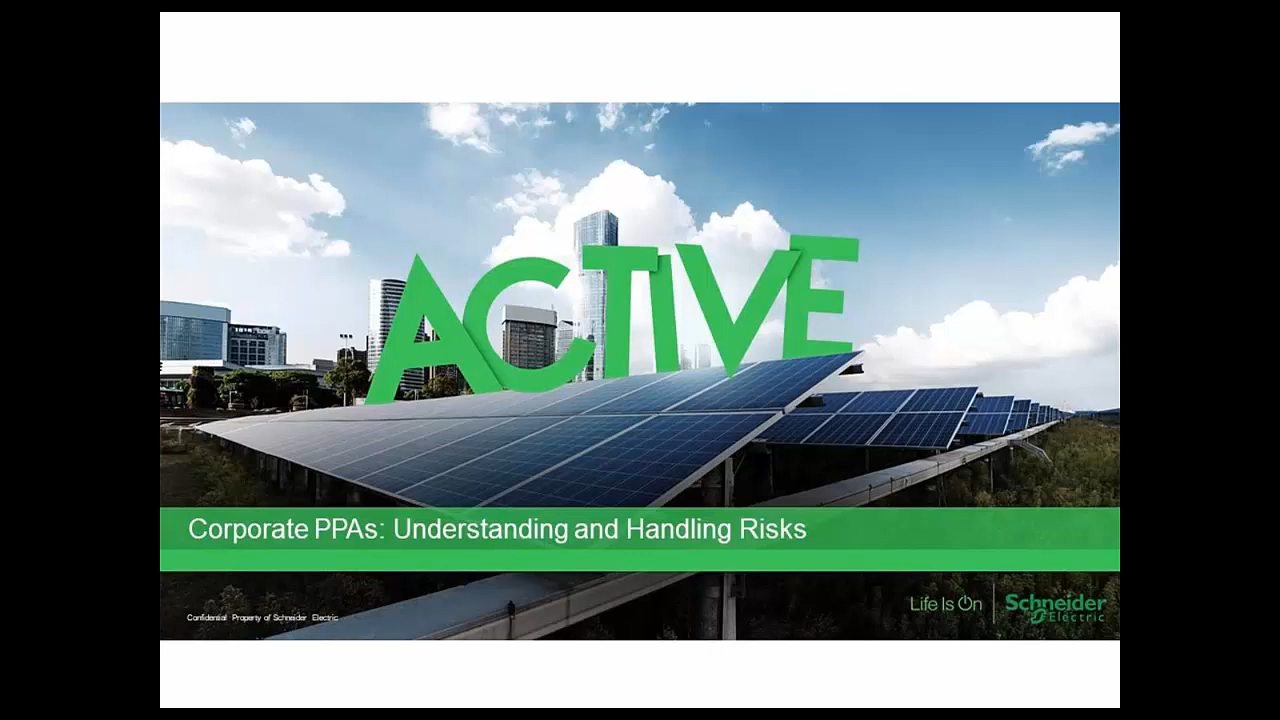 ACTIVE
Corporate PPAs: Understanding and Handling Risks
Confidential Property of Schneider Electric
Life Is On
Schneider
Electric